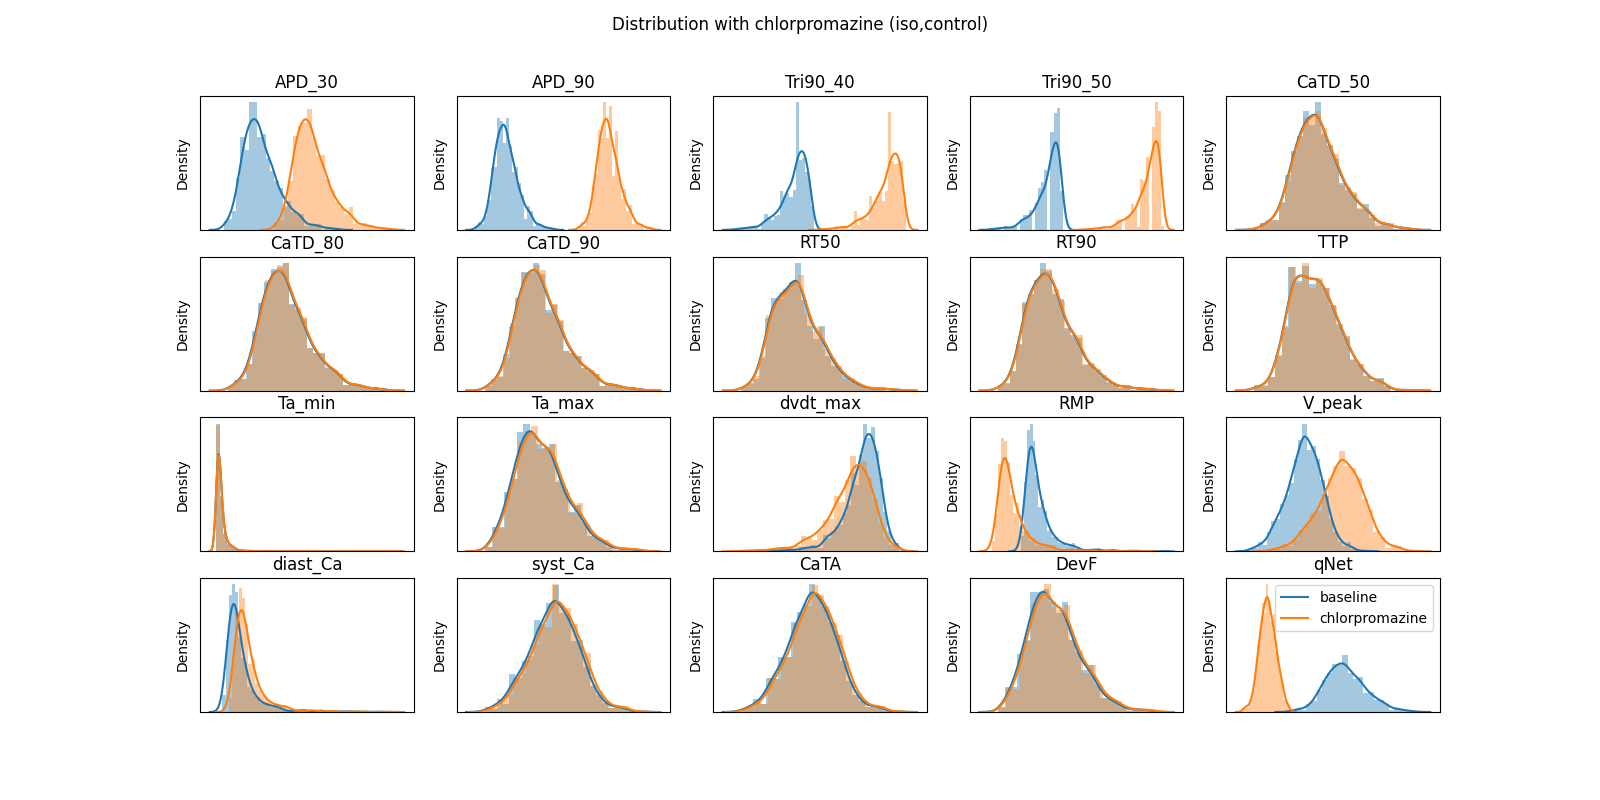 Distribution with chlorpromazine (iso,control)
APD_30 APD_90 Tri90_40 Tri90_50 CaTD_50
Density Density Density Density Density
CaTD_80 CaTD_90 RT50 RT90 TTP
Density Density Density Density Density
Ta_min Ta_max dvdt_max RMP V_peak
Density Density Density Density Density
diast_Ca syst_Ca CaTA DevF qNet
Density Density Density Density Density
baseline
chlorpromazine